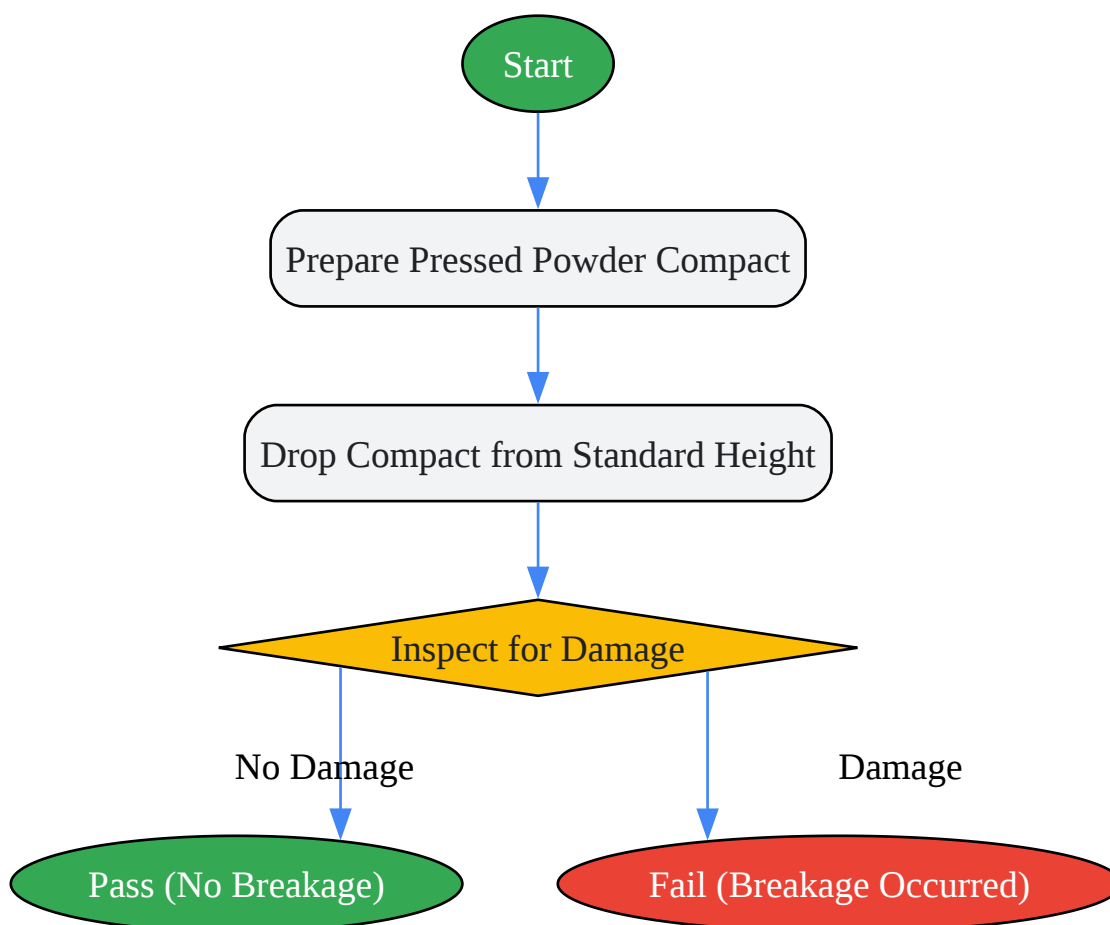 Start
Prepare Pressed Powder Compact
Drop Compact from Standard Height
Inspect for Damage
No Damage
Damage
Pass (No Breakage)
Fail (Breakage Occurred)